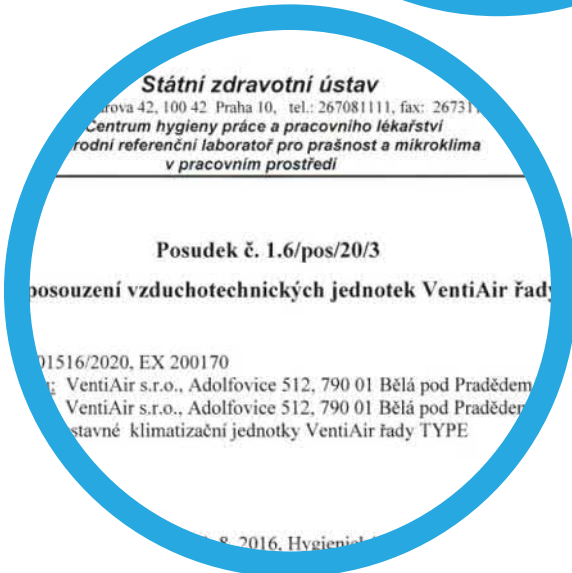 Státní zdravotní ústav
rova 42, 100 42 Praha 10, tel.: 267081111, fax: 26731
Centrum hygieny práce a pracovního lékařství
rodní referenční laboratoř pro prašnost a mikroklima
v pracovním prostředí
Posudek č. 1.6/pos/20/3
posouzení vzduchotechnických jednotek VentiAir řady
01516/2020, EX 200170
VentiAir s.r.o., Adolfovice 512, 790 01 Bělá pod Pradědem
VentiAir s.r.o., Adolfovice 512, 790 01 Bělá pod Praděder
stavné klimatizační jednotky VentiAir řady TYPE
8. 2016, Hygienick